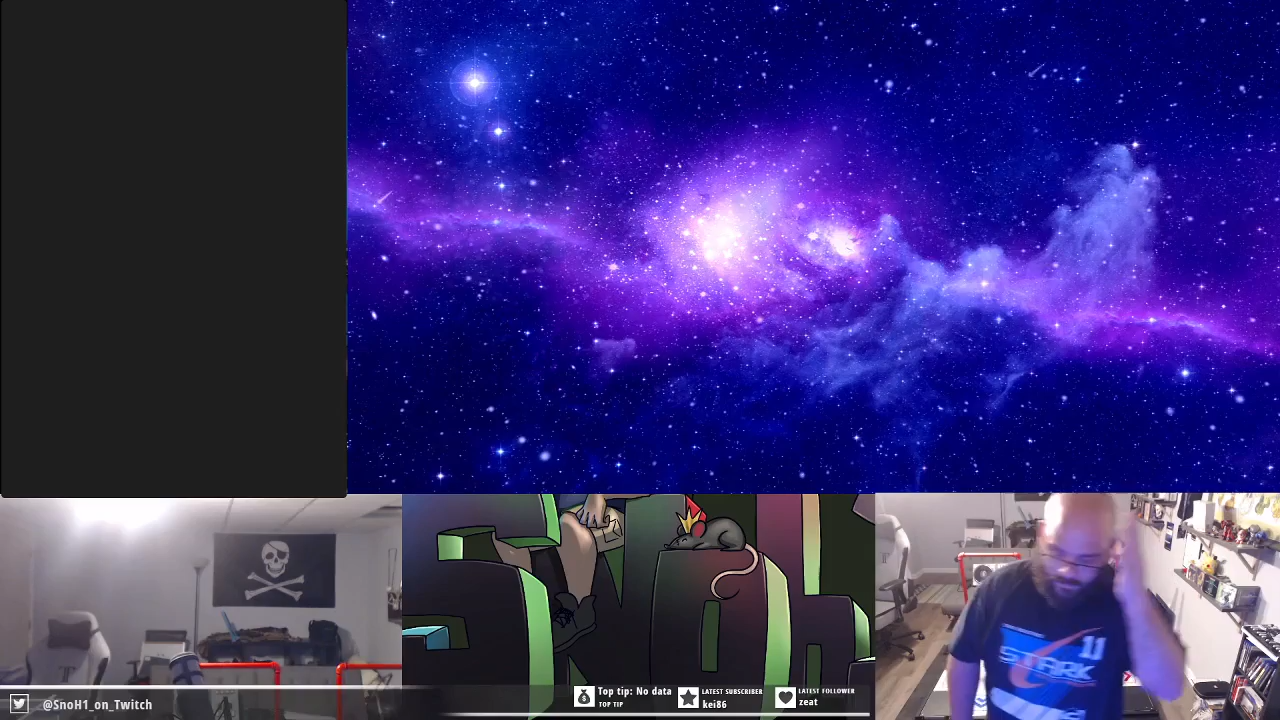 11
STARK
@SnoH1_on_Twitch
Top tip: No data
TOP TIP
LATEST SUBSCRIBER
kei86
LATEST FOLLOWER
zeat